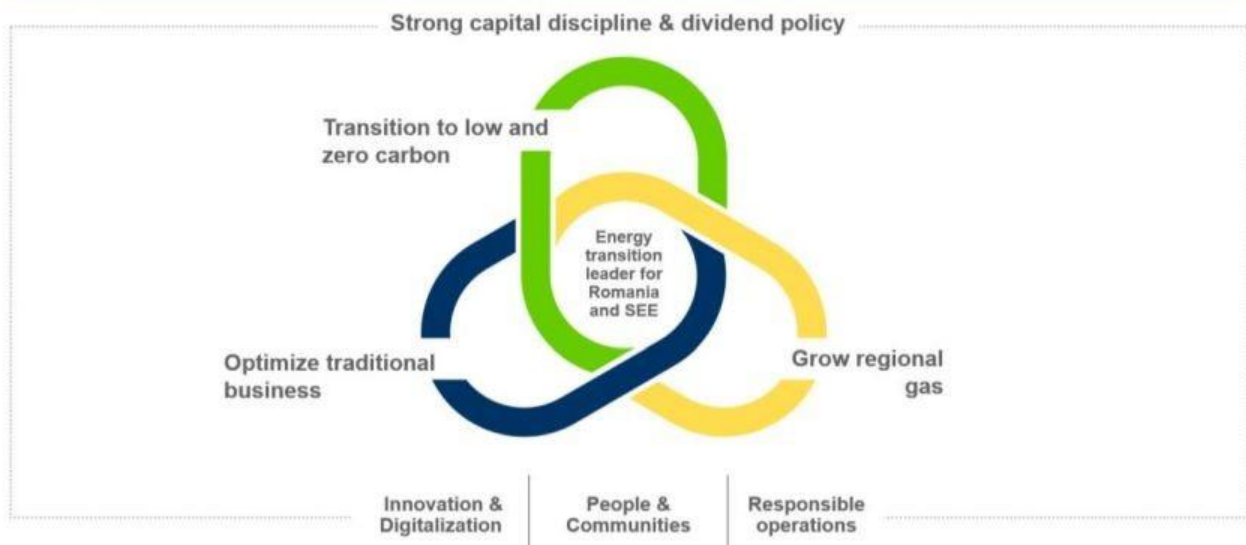 Strong capital discipline & dividend policy
Transition to low and
zero carbon
Energy
transition
leader for
Romania
and SEE
Optimize traditional
business
Grow regional
gas
Innovation &
Digitalization
People &
Communities
Responsible
operations